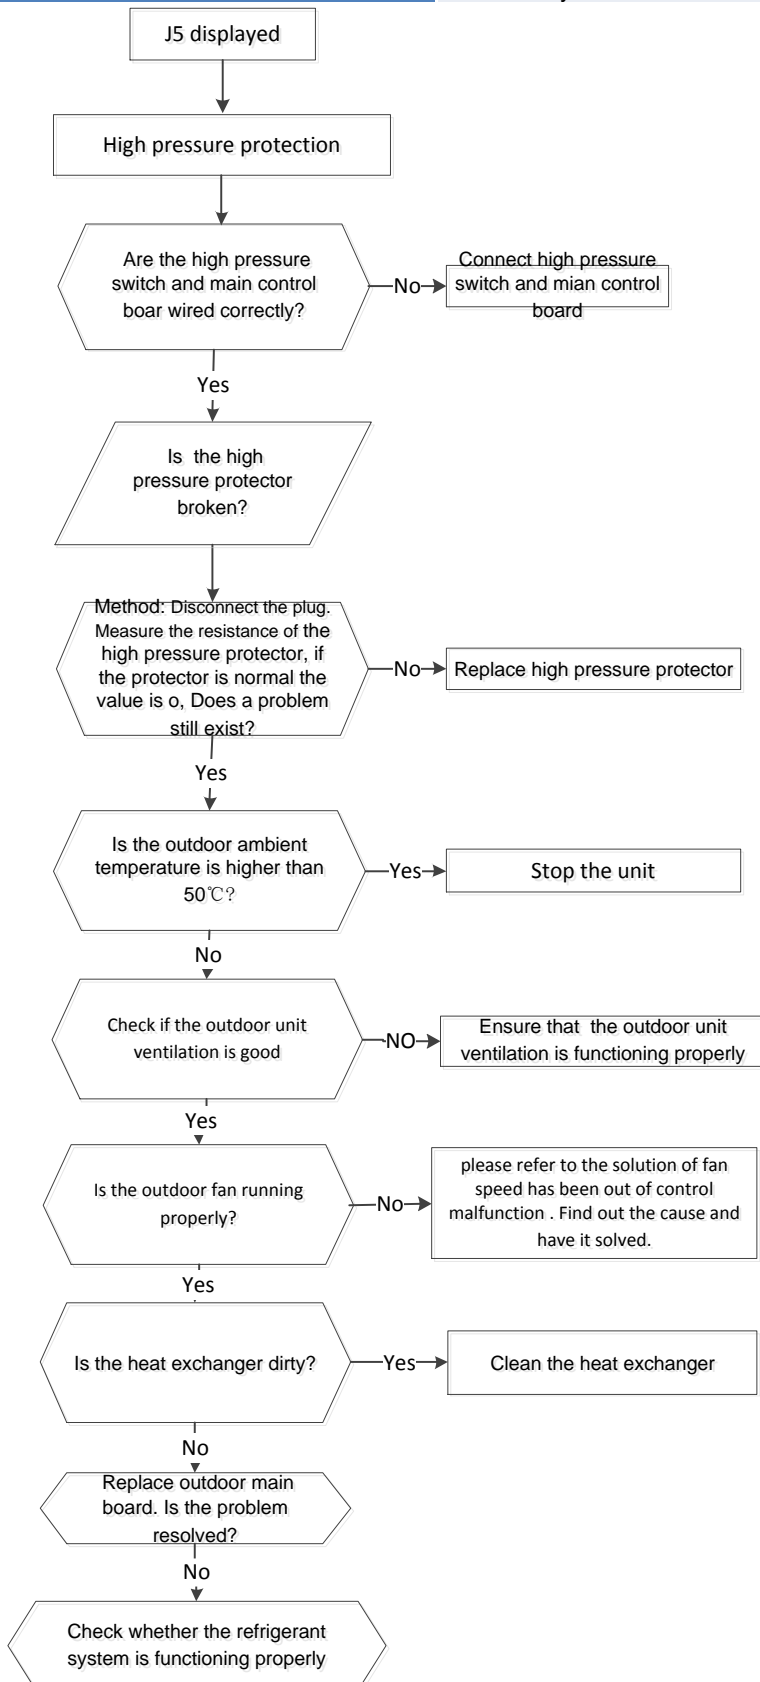 J5 displayed
High pressure protection
Are the high pressure
switch and main control
boar wired correctly?
No
Connect high pressure
switch and mian control
board
Yes
Is the high
pressure protector
broken?
Method: Disconnect the plug.
Measure the resistance of the
high pressure protector, if
the protector is normal the
value is o, Does a problem
still exist?
No
Replace high pressure protector
Yes
Is the outdoor ambient
temperature is higher than
50℃?
Yes
Stop the unit
No
Check if the outdoor unit
ventilation is good
NO
Ensure that the outdoor unit
ventilation is functioning properly
Yes
Is the outdoor fan running
properly?
No
please refer to the solution of fan
speed has been out of control
malfunction . Find out the cause and
have it solved.
Yes
Is the heat exchanger dirty?
Yes
Clean the heat exchanger
No
Replace outdoor main
board. Is the problem
resolved?
No
Check whether the refrigerant
system is functioning properly